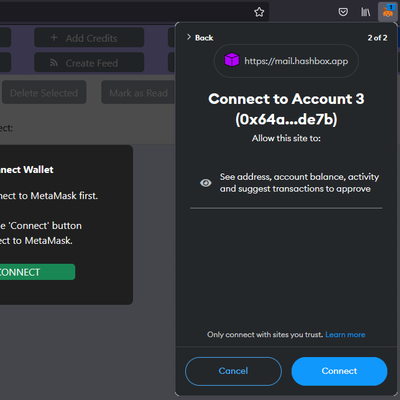 Add Credits
Create Feed
Delete Selected
Mark as Read
ct:
nnect Wallet
nect to MetaMask first.
e 'Connect' button
ect to MetaMask.
CONNECT
Back
2 of 2
https://mail.hashbox.app
Connect to Account 3
(0x64a...de7b)
Allow this site to:
See address, account balance, activity
and suggest transactions to approve
Only connect with sites you trust. Learn more
Cancel
Connect